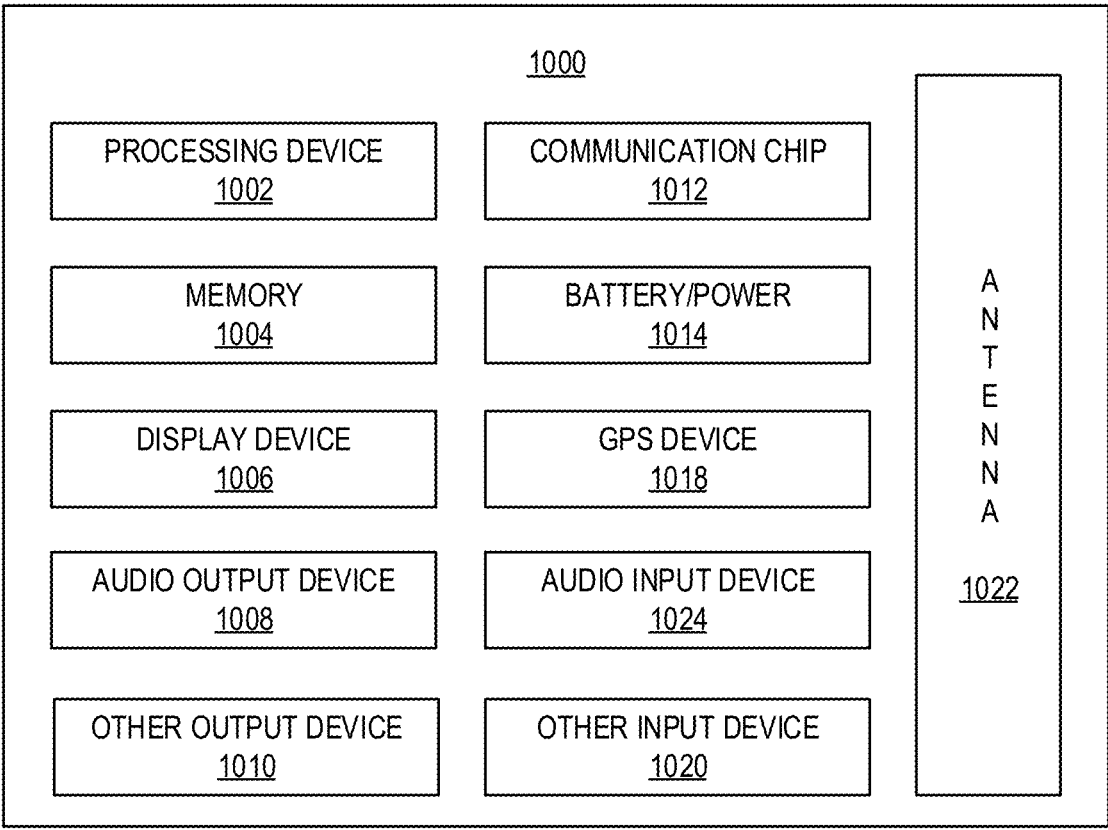 1000
PROCESSING DEVICE
1002
COMMUNICATION CHIP
1012
MEMORY
1004
BATTERY/POWER
1014
DISPLAY DEVICE
1006
GPS DEVICE
1018
AUDIO OUTPUT DEVICE
1008
AUDIO INPUT DEVICE
1024
OTHER OUTPUT DEVICE
1010
OTHER INPUT DEVICE
1020
ANTENNA
1022